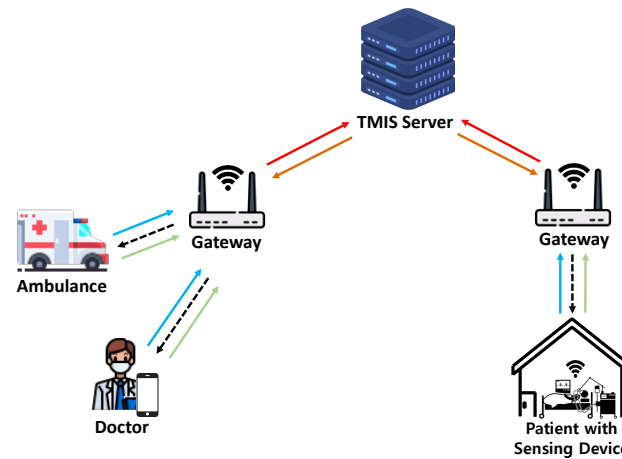 TMIS Server
Gateway
Gateway
Ambulance
Doctor
Patient with
Sensing Device